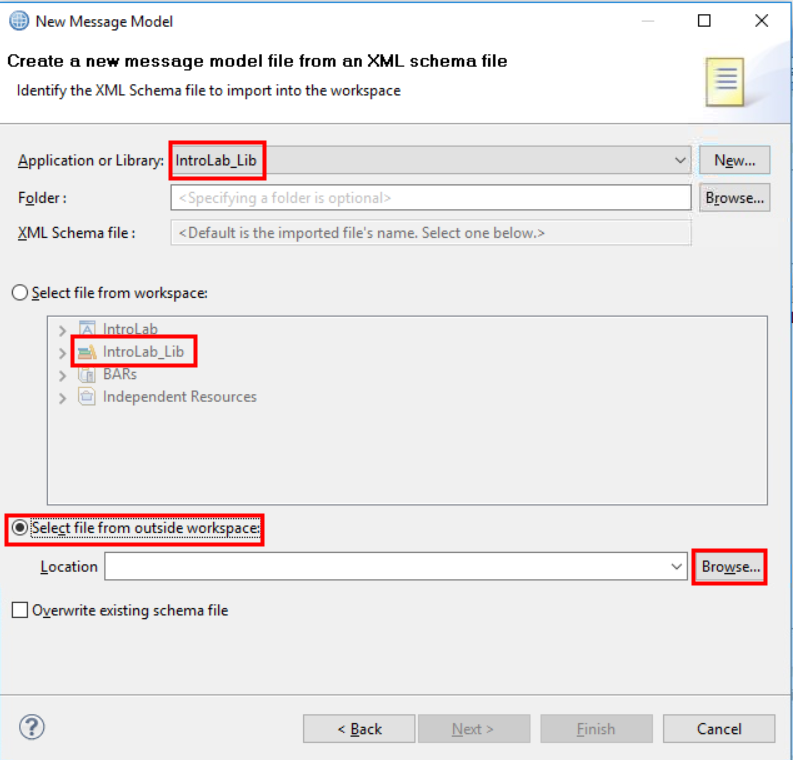 New Message Model
Create a new message model file from an XML schema file
Identify the XML Schema file to import into the workspace
Application or Library: IntroLab_Lib New...
Folder : <Specifying a folder is optional> Browse...
XML Schema file : <Default is the imported file's name. Select one below.>
Select file from workspace:
IntroLab
IntroLab_Lib
BARs
Independent Resources
Select file from outside workspace:
Location Browse...
Overwrite existing schema file
? < Back Next > Finish Cancel